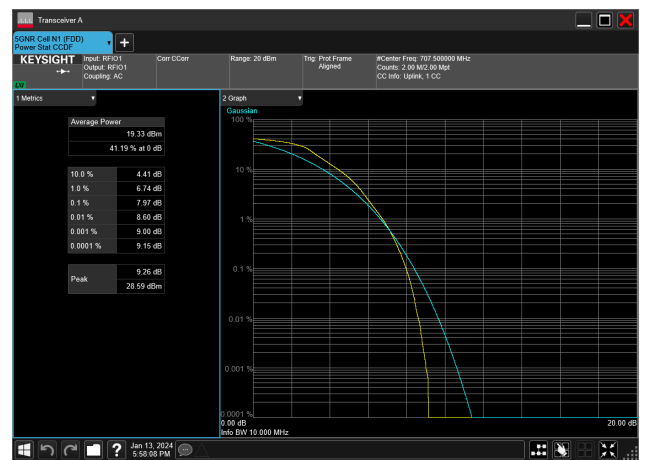 Transceiver A
5GNR Cell N1 (FDD)
Power Stat CCDF
KEYSIGHT
Input: RFIO1
Output: RFIO1
Coupling: AC
Corr CCorr
Range: 20 dBm
Trig: Prot Frame
Aligned
#Center Freq: 707.500000 MHz
Counts: 2.00 M/2.00 Mpt
CC Info: Uplink, 1 CC
1 Metrics
Average Power
19.33 dBm
41.19 % at 0 dB
10.0 % 4.41 dB
1.0 % 6.74 dB
0.1 % 7.97 dB
0.01 % 8.60 dB
0.001 % 9.00 dB
0.0001 % 9.15 dB
Peak
9.26 dB
28.59 dBm
2 Graph
Gaussian
100 %
10 %
1 %
0.1 %
0.01 %
0.001 %
0.0001 %
0.00 dB
20.00 dB
Info BW 10.000 MHz
Jan 13, 2024
5:58:08 PM